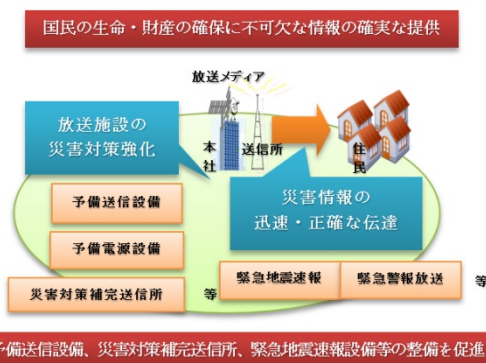 国民の生命・財産の確保に不可欠な情報の確実な提供
放送メディア
放送施設の
災害対策強化
本社
送信所
住民
災害情報の
迅速・正確な伝達
予備送信設備
予備電源設備
災害対策補完送信所
等
緊急地震速報
緊急警報放送
等
予備送信設備、災害対策補完送信所、緊急地震速報設備等の整備を促進